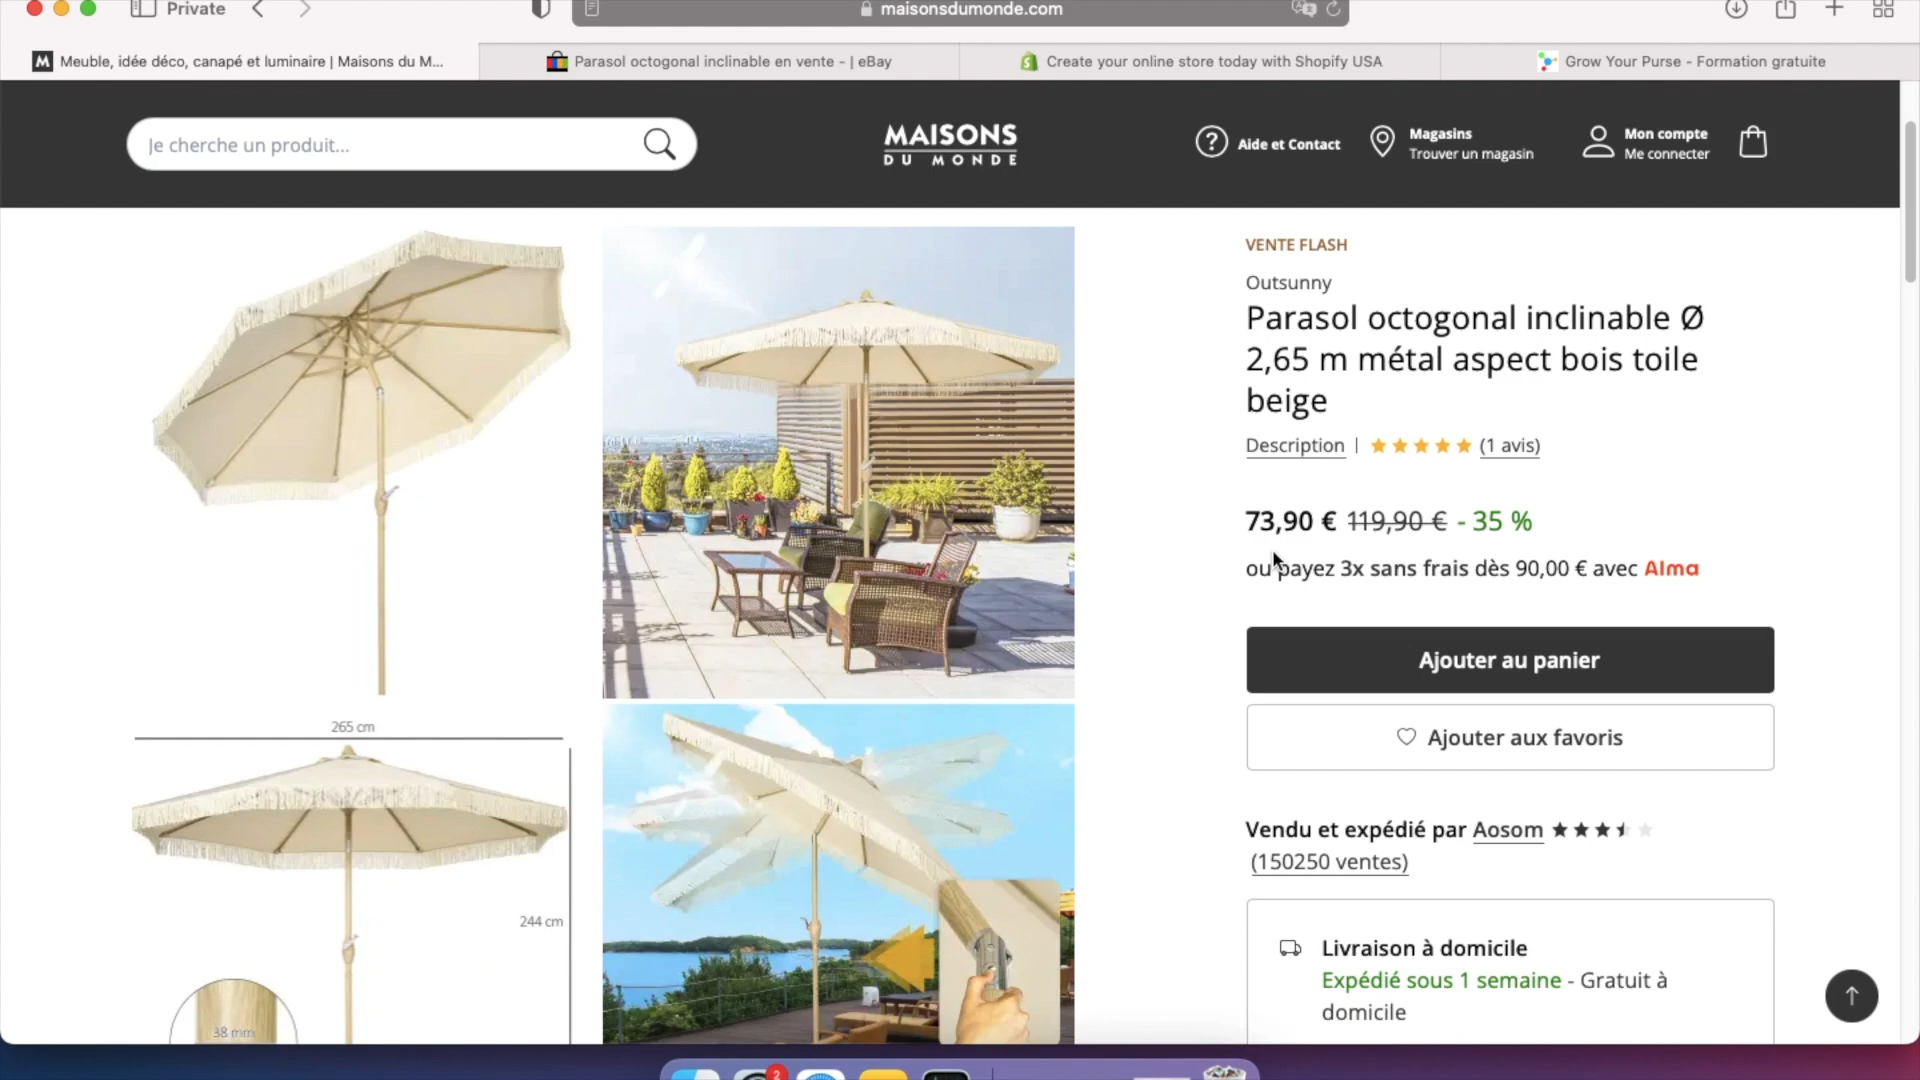 Private
maisonsdumonde.com
Meuble, idée déco, canapé et luminaire | Maisons du M...
Parasol octogonal inclinable en vente - | eBay
Create your online store today with Shopify USA
Grow Your Purse - Formation gratuite
Je cherche un produit...
MAISONS
DU MONDE
Aide et Contact
Magasins
Trouver un magasin
Mon compte
Me connecter
VENTE FLASH
Outsunny
Parasol octogonal inclinable Ø
2,65 m métal aspect bois toile
beige
Description | (1 avis)
73,90 € 119,90 € - 35 %
ou payez 3x sans frais dès 90,00 € avec Alma
Ajouter au panier
Ajouter aux favoris
Vendu et expédié par Aosom
(150250 ventes)
Livraison à domicile
Expédié sous 1 semaine - Gratuit à
domicile
265 cm
244 cm
38 mm
2